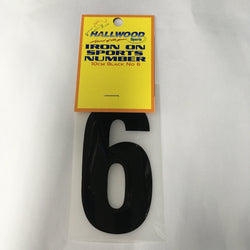 HALLWOOD
Sports
IRON ON
SPORTS
NUMBER
10CM BLACK NO 6
6